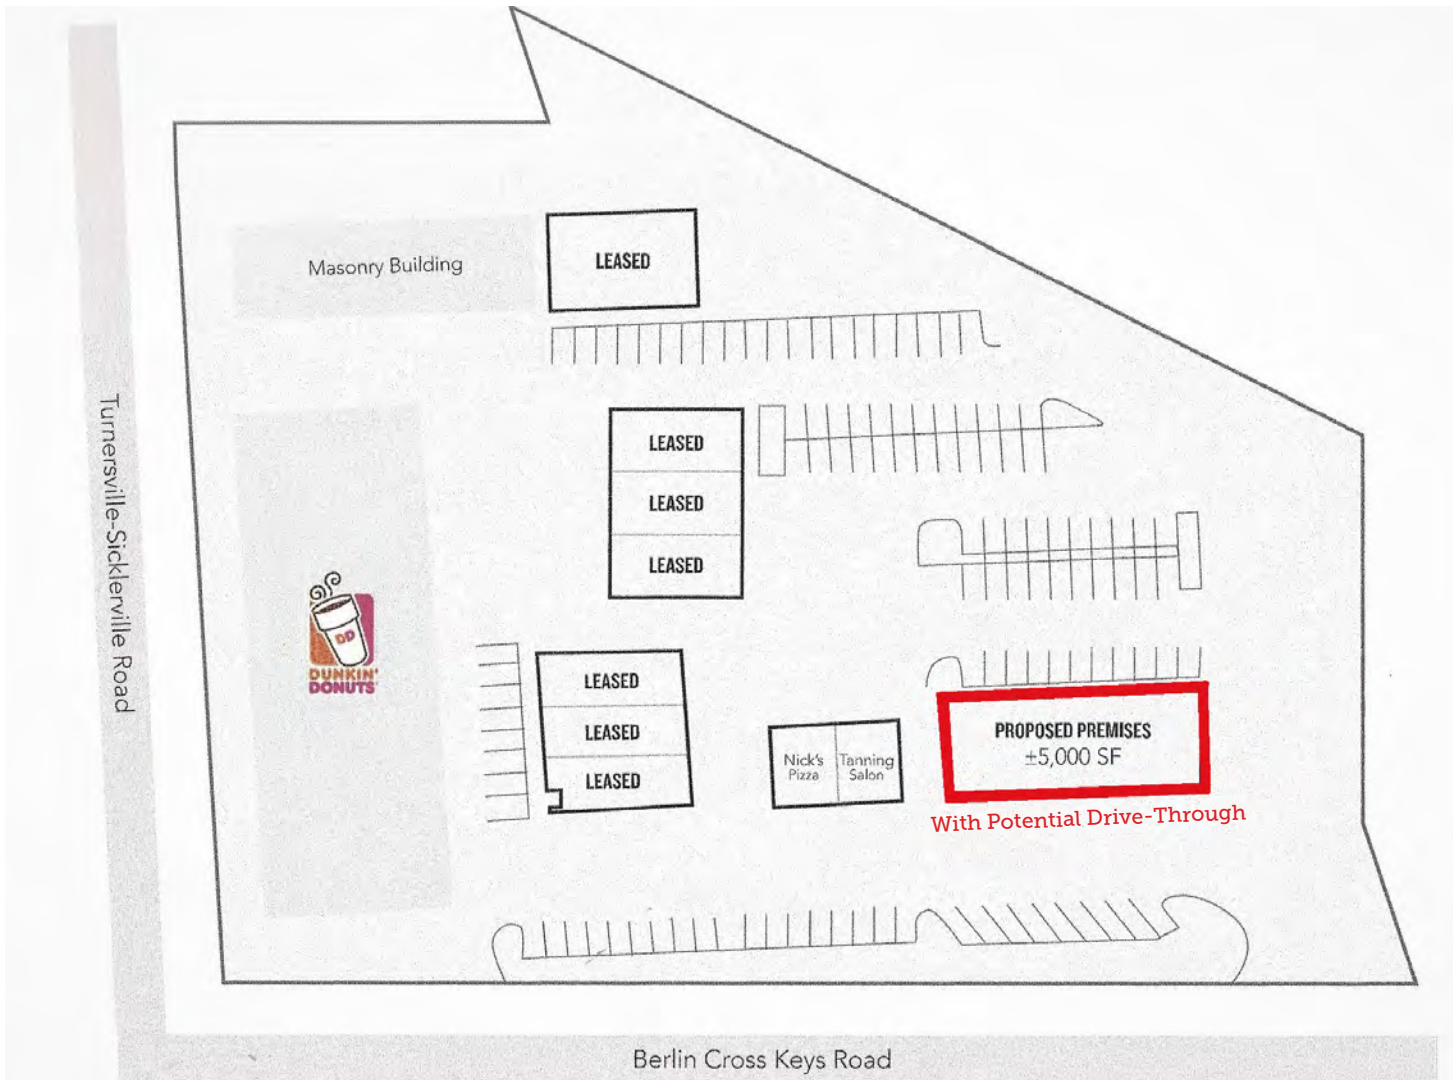 Masonry Building
LEASED
Turnersville-Sicklerville Road
LEASED
LEASED
LEASED
DD
DUNKIN'
DONUTS
LEASED
LEASED
LEASED
Nick's
Pizza
Tanning
Salon
PROPOSED PREMISES
±5,000 SF
With Potential Drive-Through
Berlin Cross Keys Road